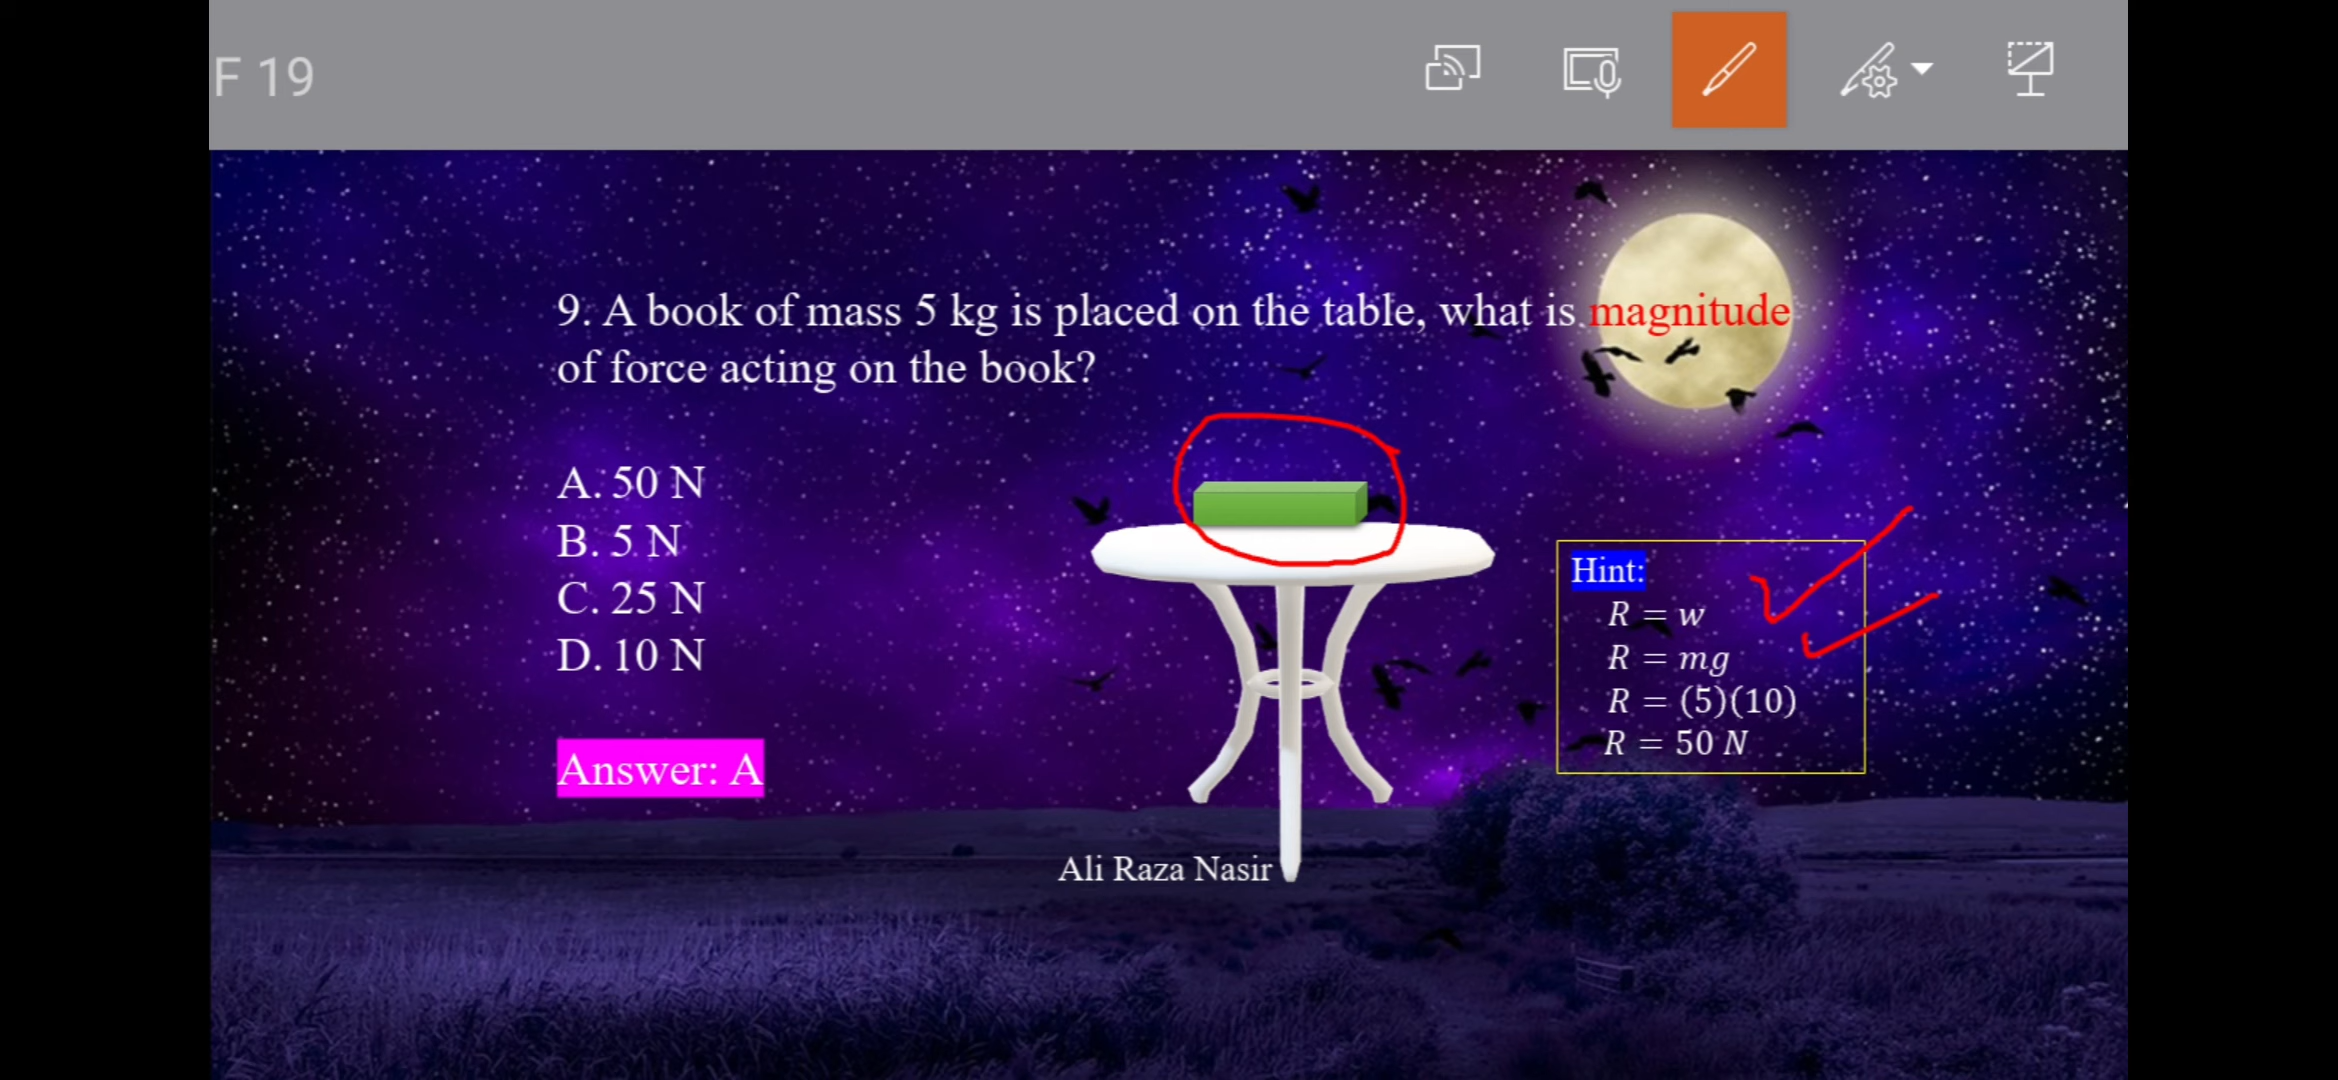 F 19
9. A book of mass 5 kg is placed on the table, what is magnitude
of force acting on the book?
A. 50 N
B. 5 N
C. 25 N
D. 10 N
Answer: A
Hint:
R = w
R = mg
R = (5)(10)
R = 50 N
Ali Raza Nasir